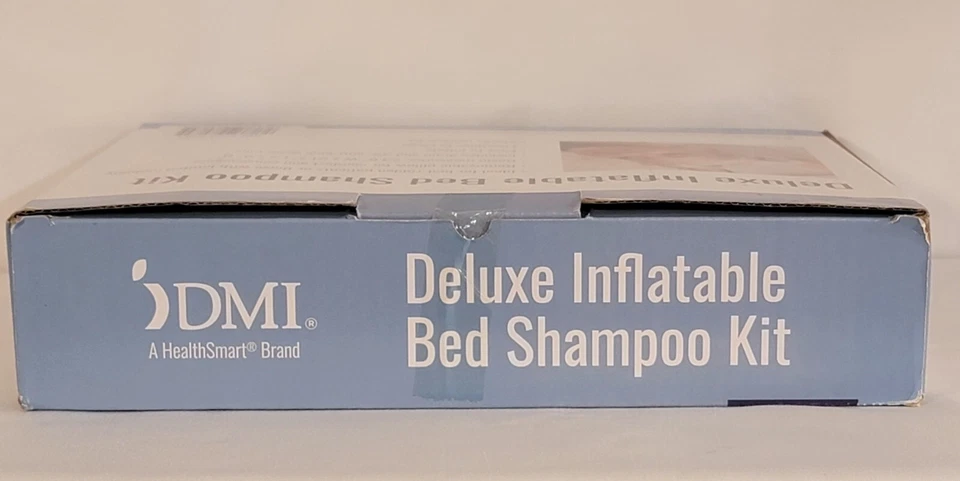 Deluxe Inflatable Bed Shampoo Kit
DMI®
A HealthSmart® Brand
Deluxe Inflatable
Bed Shampoo Kit